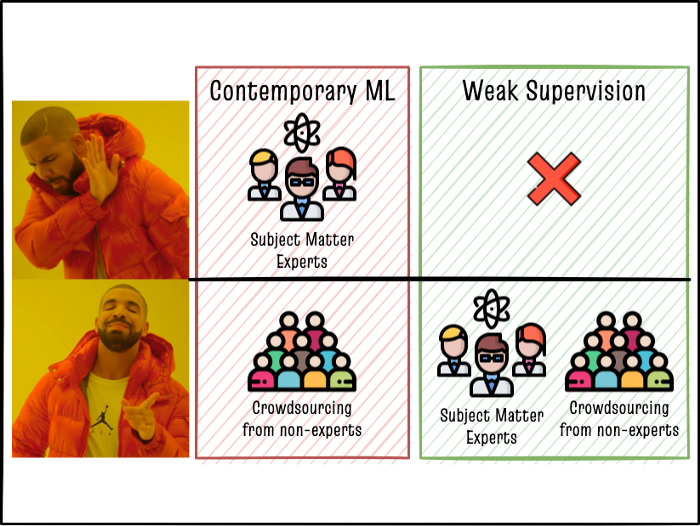 Contemporary ML
Weak Supervision
Subject Matter
Experts
Crowdsourcing
from non-experts
Subject Matter
Experts
Crowdsourcing
from non-experts